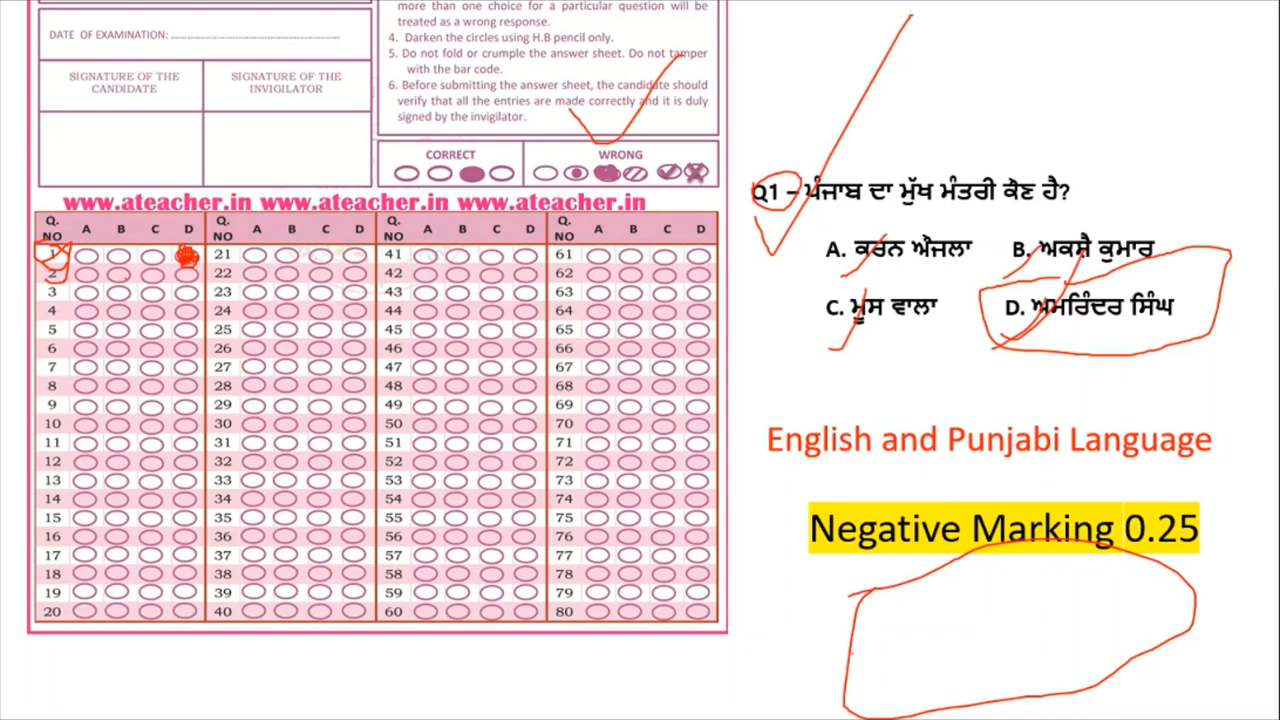 more than one choice for a particular question will be
treated as a wrong response.
4. Darken the circles using H.B pencil only.
5. Do not fold or crumple the answer sheet. Do not tamper
with the bar code.
6. Before submitting the answer sheet, the candidate should
verify that all the entries are made correctly and it is duly
signed by the invigilator.
DATE OF EXAMINATION: ................................................
SIGNATURE OF THE CANDIDATE
SIGNATURE OF THE INVIGILATOR
CORRECT WRONG
www.ateacher.in www.ateacher.in www.ateacher.in
Q. NO A B C D Q. NO A B C D Q. NO A B C D Q. NO A B C D
1 21 41 61
2 22 42 62
3 23 43 63
4 24 44 64
5 25 45 65
6 26 46 66
7 27 47 67
8 28 48 68
9 29 49 69
10 30 50 70
11 31 51 71
12 32 52 72
13 33 53 73
14 34 54 74
15 35 55 75
16 36 56 76
17 37 57 77
18 38 58 78
19 39 59 79
20 40 60 80
Q1 – ਪੰਜਾਬ ਦਾ ਮੁੱਖ ਮੰਤਰੀ ਕੌਣ ਹੈ?
A. ਕਰਨ ਔਜਲਾ B. ਅਕਸ਼ੈ ਕੁਮਾਰ
C. ਮੂਸ ਵਾਲਾ D. ਅਮਰਿੰਦਰ ਸਿੰਘ
English and Punjabi Language
Negative Marking 0.25